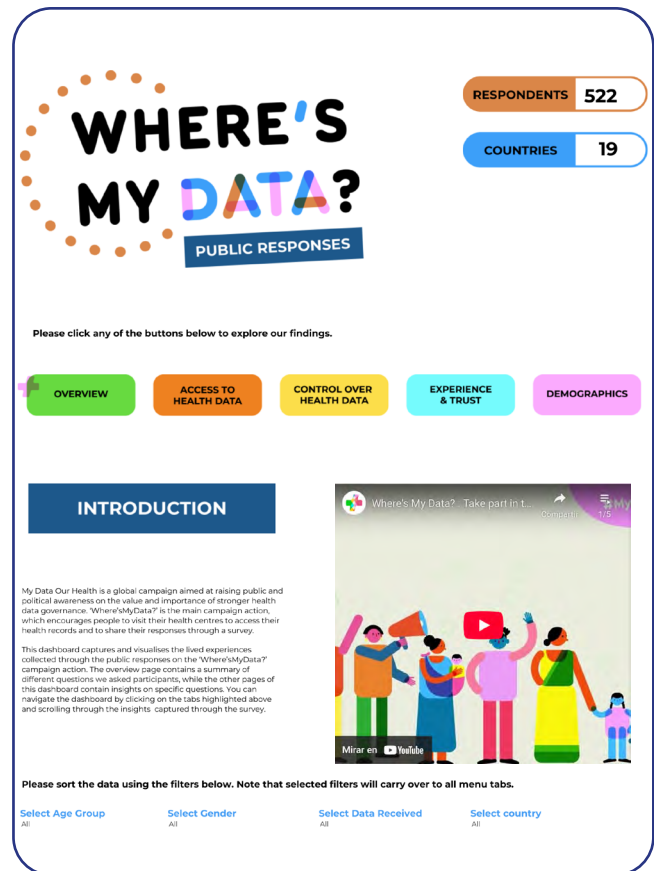 WHERE'S
MY DATA?
PUBLIC RESPONSES
RESPONDENTS 522
COUNTRIES 19
Please click any of the buttons below to explore our findings.
OVERVIEW
ACCESS TO
HEALTH DATA
CONTROL OVER
HEALTH DATA
EXPERIENCE
& TRUST
DEMOGRAPHICS
INTRODUCTION
My Data Our Health is a global campaign aimed at raising public and
political awareness on the value and importance of stronger health
data governance. 'Where'sMyData?' is the main campaign action,
which encourages people to visit their health centres to access their
health records and to share their responses through a survey.
This dashboard captures and visualises the lived experiences
collected through the public responses on the 'Where'sMyData?'
campaign action. The overview page contains a summary of
different questions we asked participants, while the other pages of
this dashboard contain insights on specific questions. You can
navigate the dashboard by clicking on the tabs highlighted above
and scrolling through the insights captured through the survey.
Where's My Data? Take part in t...
1/5
Mirar en YouTube
Please sort the data using the filters below. Note that selected filters will carry over to all menu tabs.
Select Age Group
All
Select Gender
All
Select Data Received
All
Select country
All